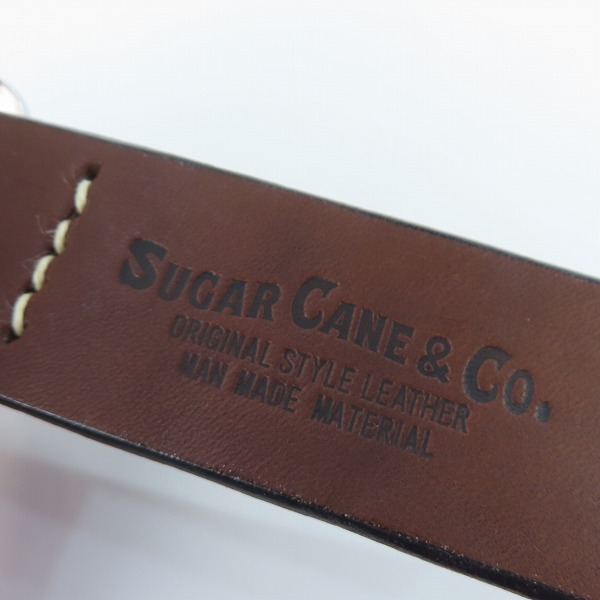 SUGAR CANE & CO.
ORIGINAL STYLE LEATHER
MAN MADE MATERIAL